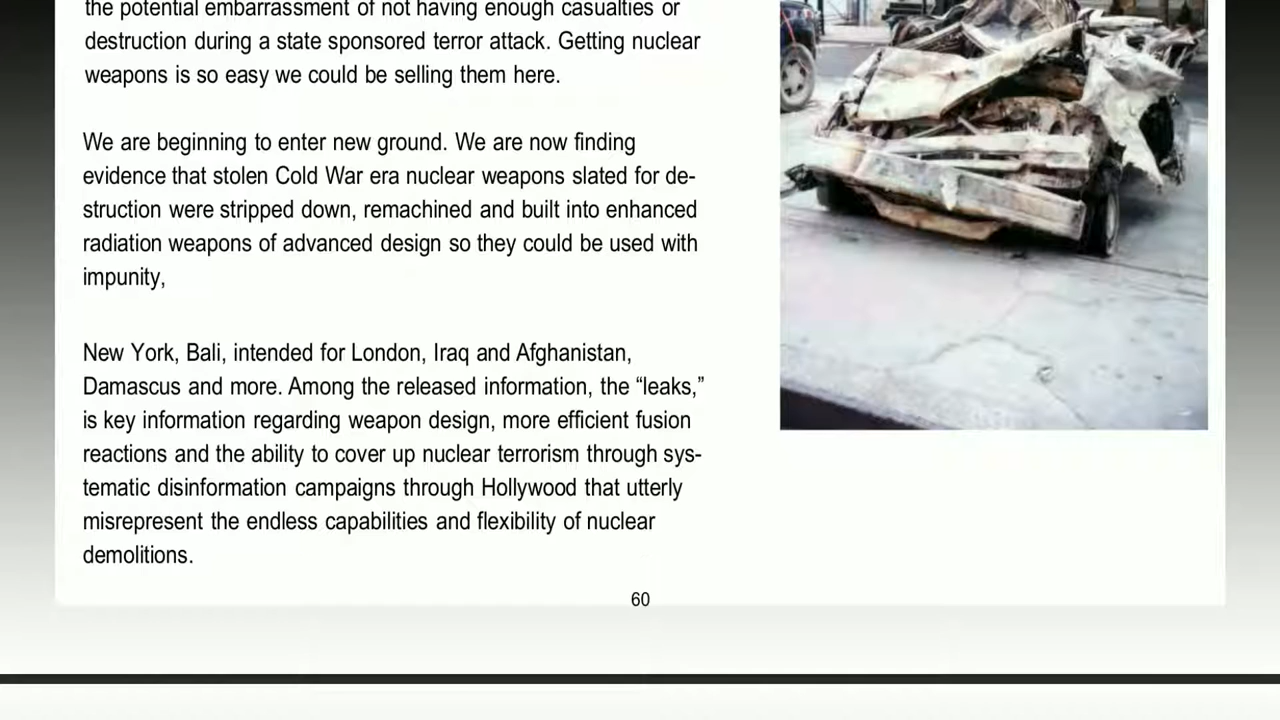 the potential embarrassment of not having enough casualties or
destruction during a state sponsored terror attack. Getting nuclear
weapons is so easy we could be selling them here.
We are beginning to enter new ground. We are now finding
evidence that stolen Cold War era nuclear weapons slated for de-
struction were stripped down, remachined and built into enhanced
radiation weapons of advanced design so they could be used with
impunity,
New York, Bali, intended for London, Iraq and Afghanistan,
Damascus and more. Among the released information, the “leaks,”
is key information regarding weapon design, more efficient fusion
reactions and the ability to cover up nuclear terrorism through sys-
tematic disinformation campaigns through Hollywood that utterly
misrepresent the endless capabilities and flexibility of nuclear
demolitions.
60